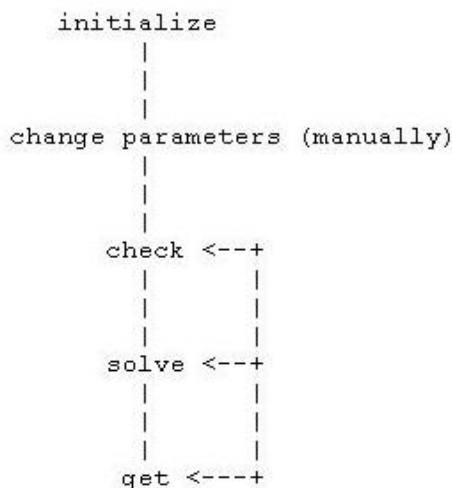 initialize
|
|
|
change parameters (manually)
|
|
|
check <--+
| |
| |
| |
solve <--+
| |
| |
| |
get <---+